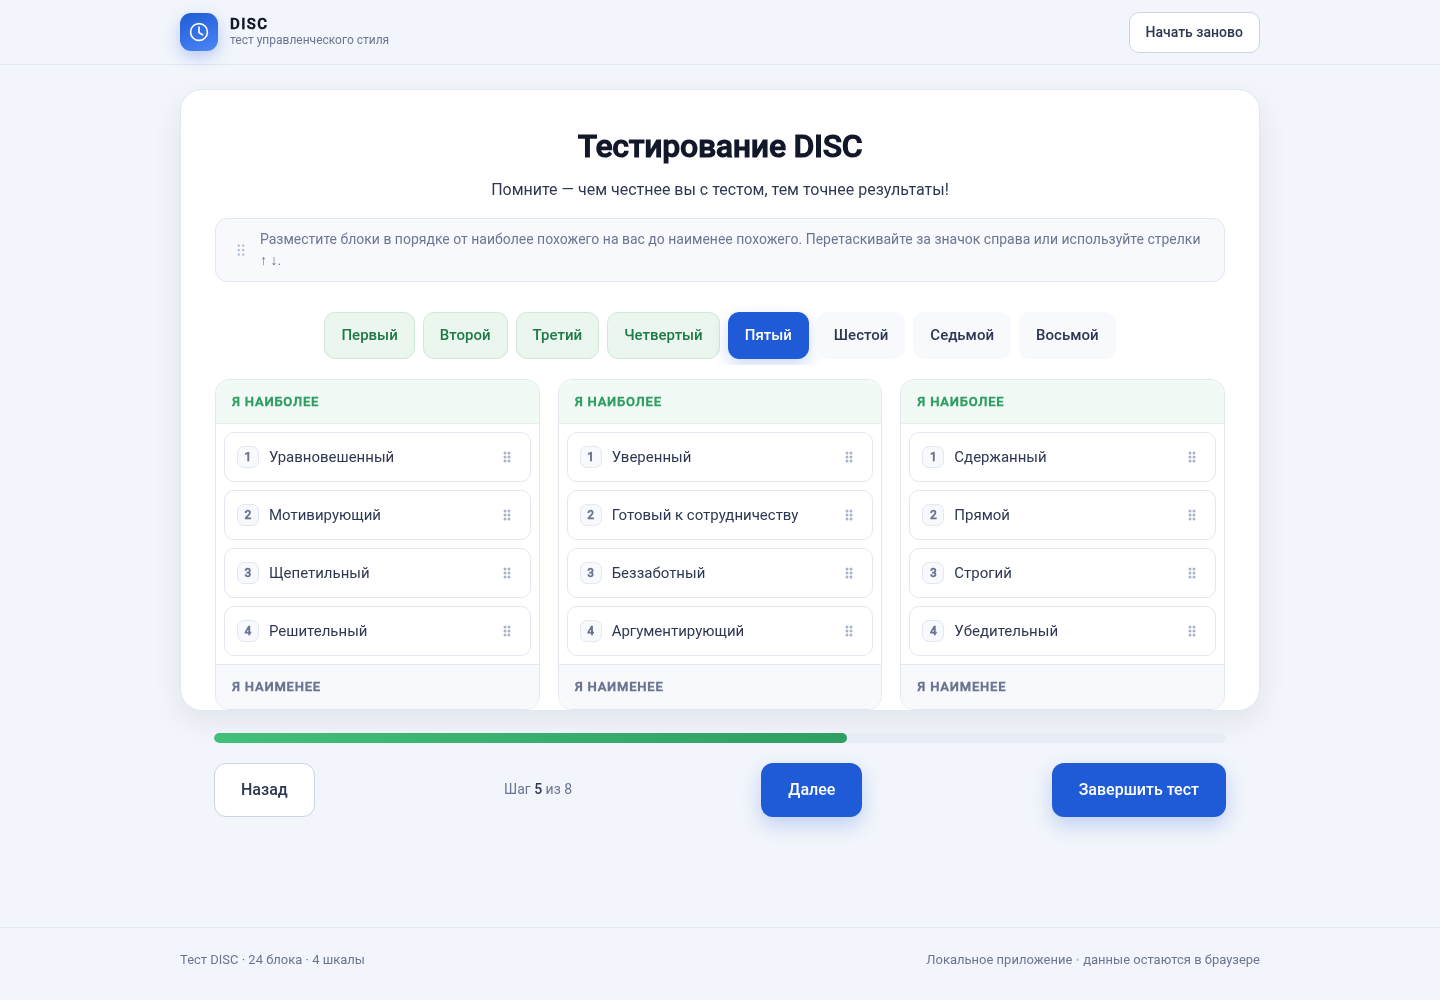 DISC
тест управленческого стиля
Начать заново
Тестирование DISC
Помните — чем честнее вы с тестом, тем точнее результаты!
Разместите блоки в порядке от наиболее похожего на вас до наименее похожего. Перетаскивайте за значок справа или используйте стрелки
↑ ↓.
Первый Второй Третий Четвертый Пятый Шестой Седьмой Восьмой
Я НАИБОЛЕЕ
1 Уравновешенный
2 Мотивирующий
3 Щепетильный
4 Решительный
Я НАИМЕНЕЕ
Я НАИБОЛЕЕ
1 Уверенный
2 Готовый к сотрудничеству
3 Беззаботный
4 Аргументирующий
Я НАИМЕНЕЕ
Я НАИБОЛЕЕ
1 Сдержанный
2 Прямой
3 Строгий
4 Убедительный
Я НАИМЕНЕЕ
Назад
Шаг 5 из 8
Далее
Завершить тест
Тест DISC · 24 блока · 4 шкалы
Локальное приложение · данные остаются в браузере